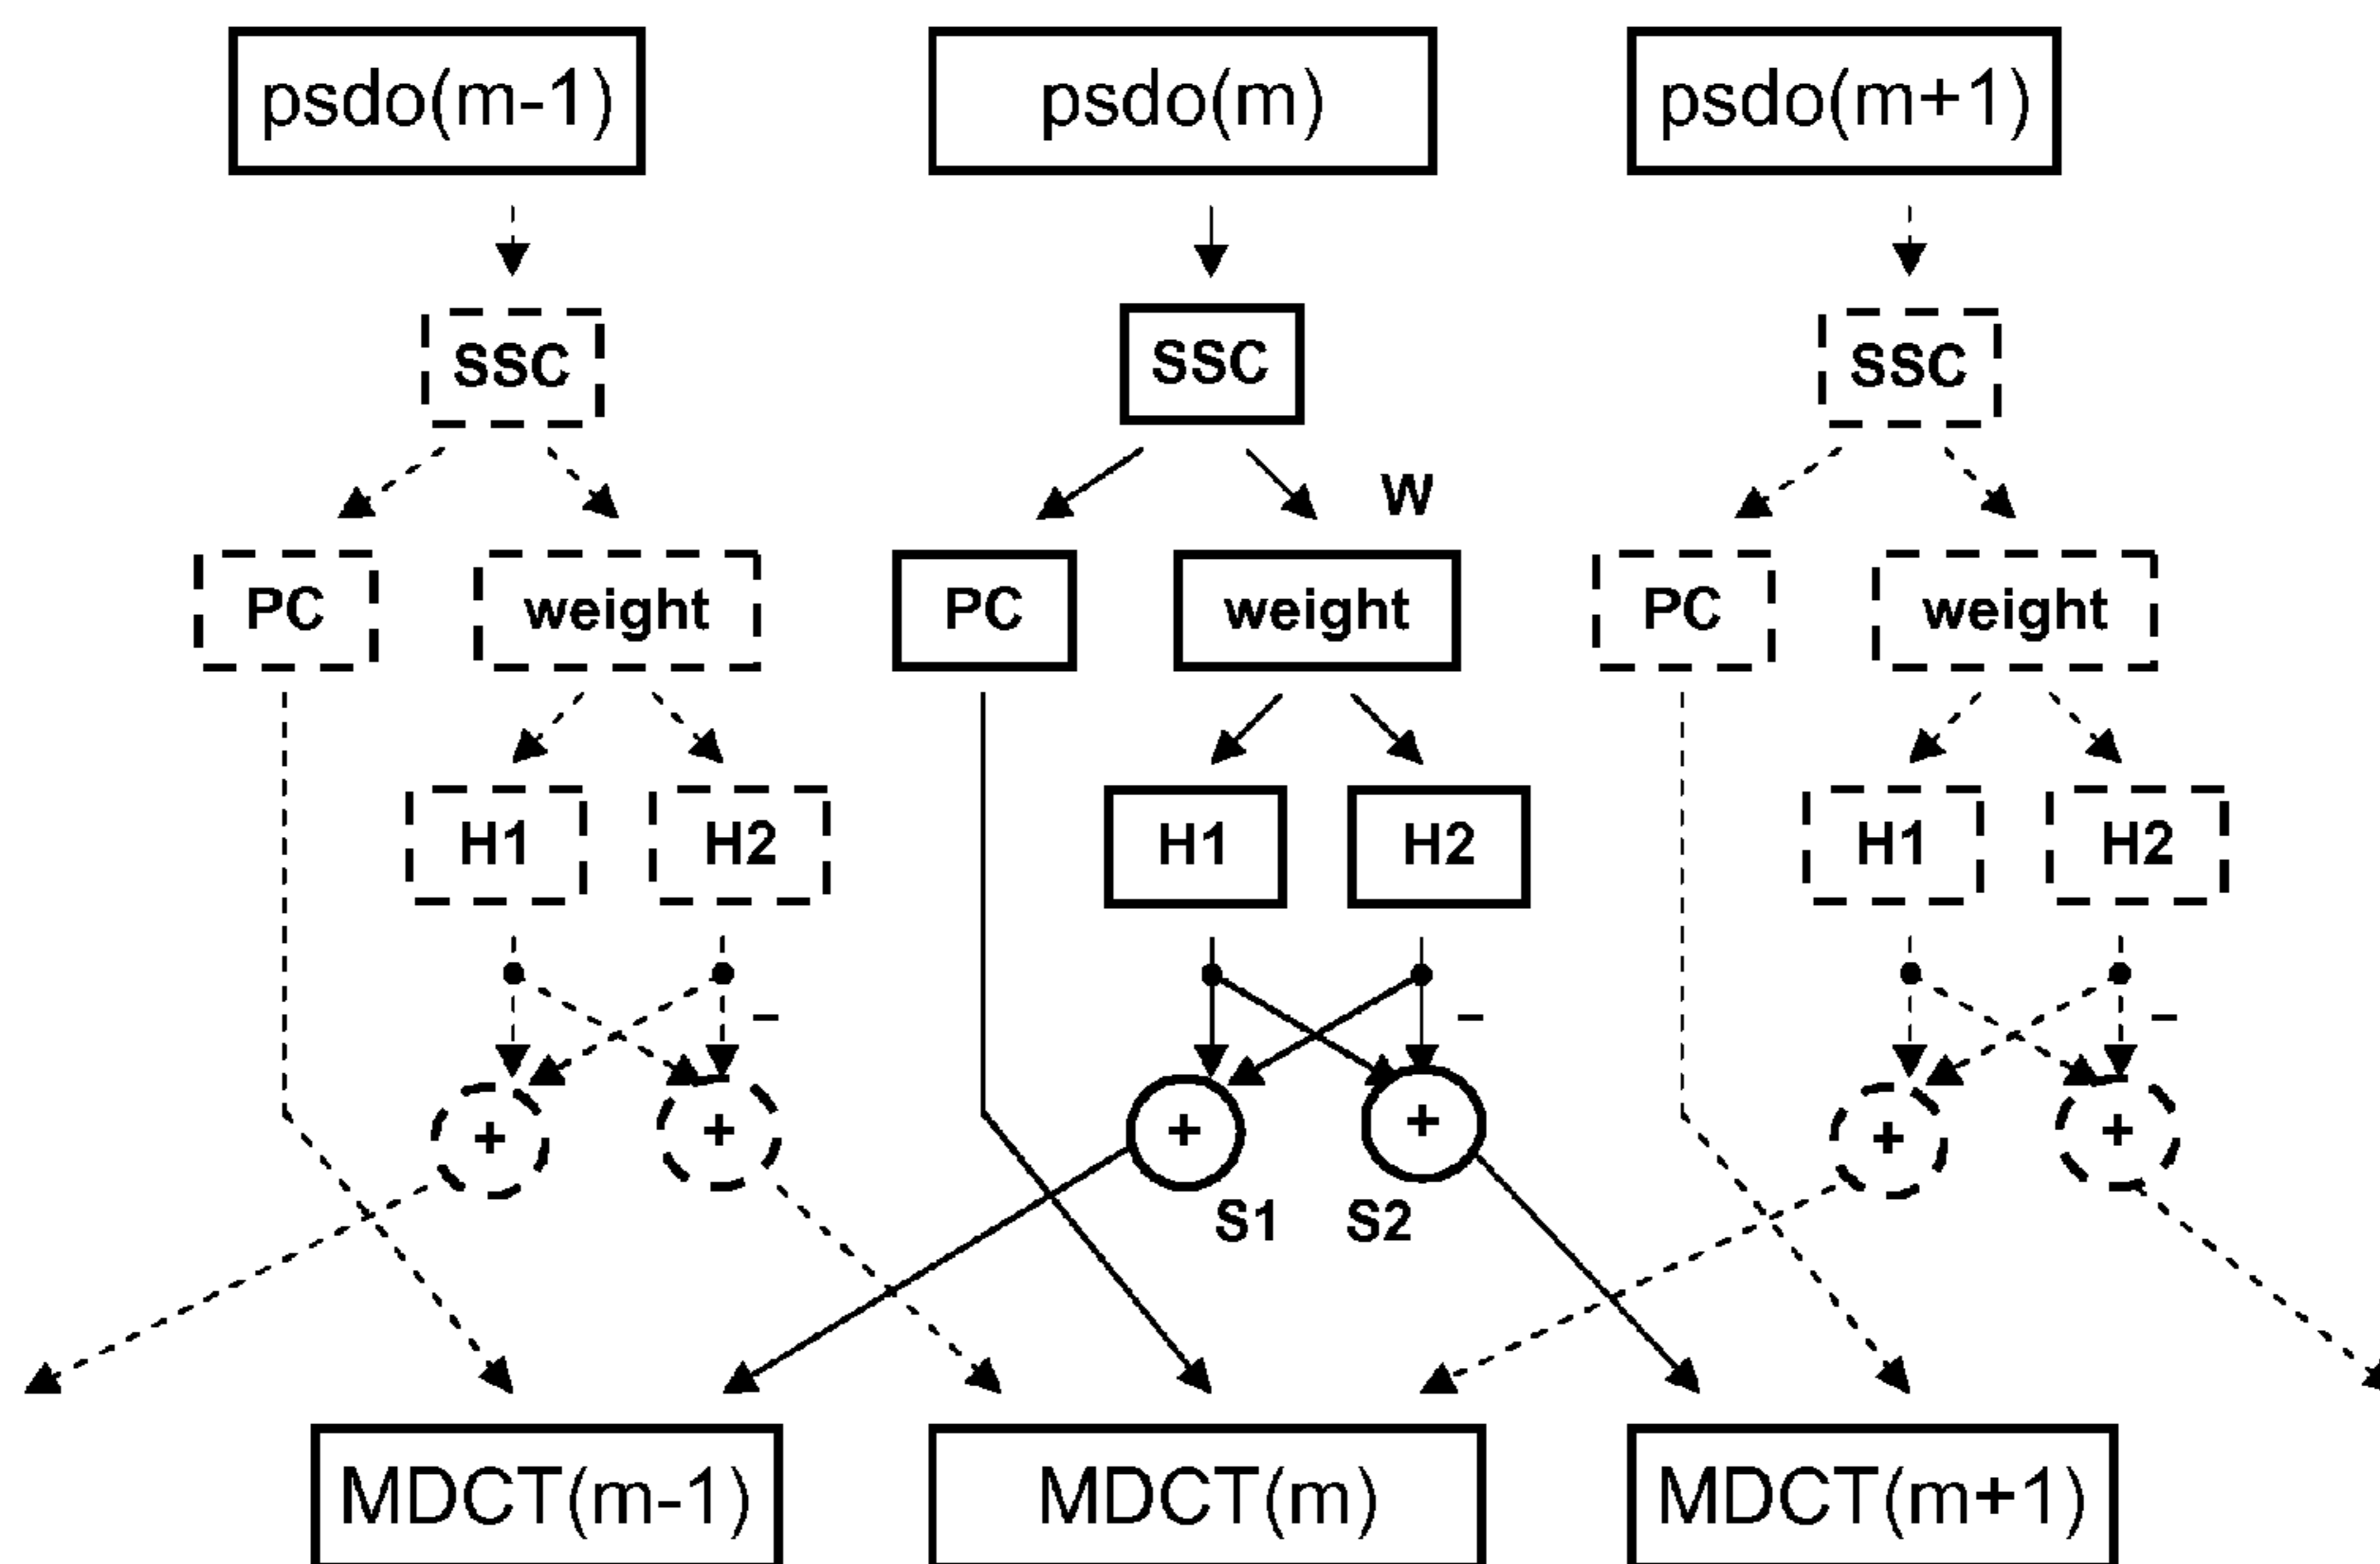 psdo(m-1) psdo(m) psdo(m+1)
SSC SSC SSC
W
PC weight PC weight PC weight
H1 H2 H1 H2 H1 H2
− − −
+ + + + + +
S1 S2
MDCT(m-1) MDCT(m) MDCT(m+1)